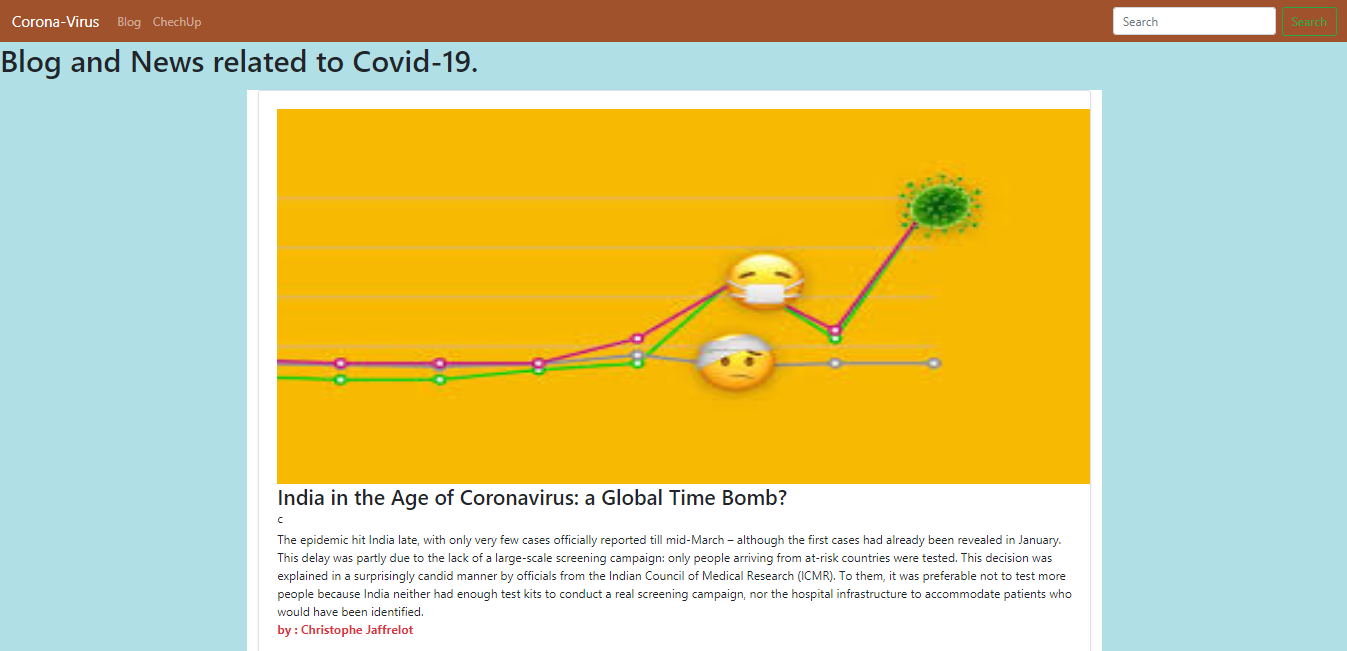 Corona-Virus Blog ChechUp Search Search
Blog and News related to Covid-19.
India in the Age of Coronavirus: a Global Time Bomb?
c
The epidemic hit India late, with only very few cases officially reported till mid-March – although the first cases had already been revealed in January.
This delay was partly due to the lack of a large-scale screening campaign: only people arriving from at-risk countries were tested. This decision was
explained in a surprisingly candid manner by officials from the Indian Council of Medical Research (ICMR). To them, it was preferable not to test more
people because India neither had enough test kits to conduct a real screening campaign, nor the hospital infrastructure to accommodate patients who
would have been identified.
by : Christophe Jaffrelot